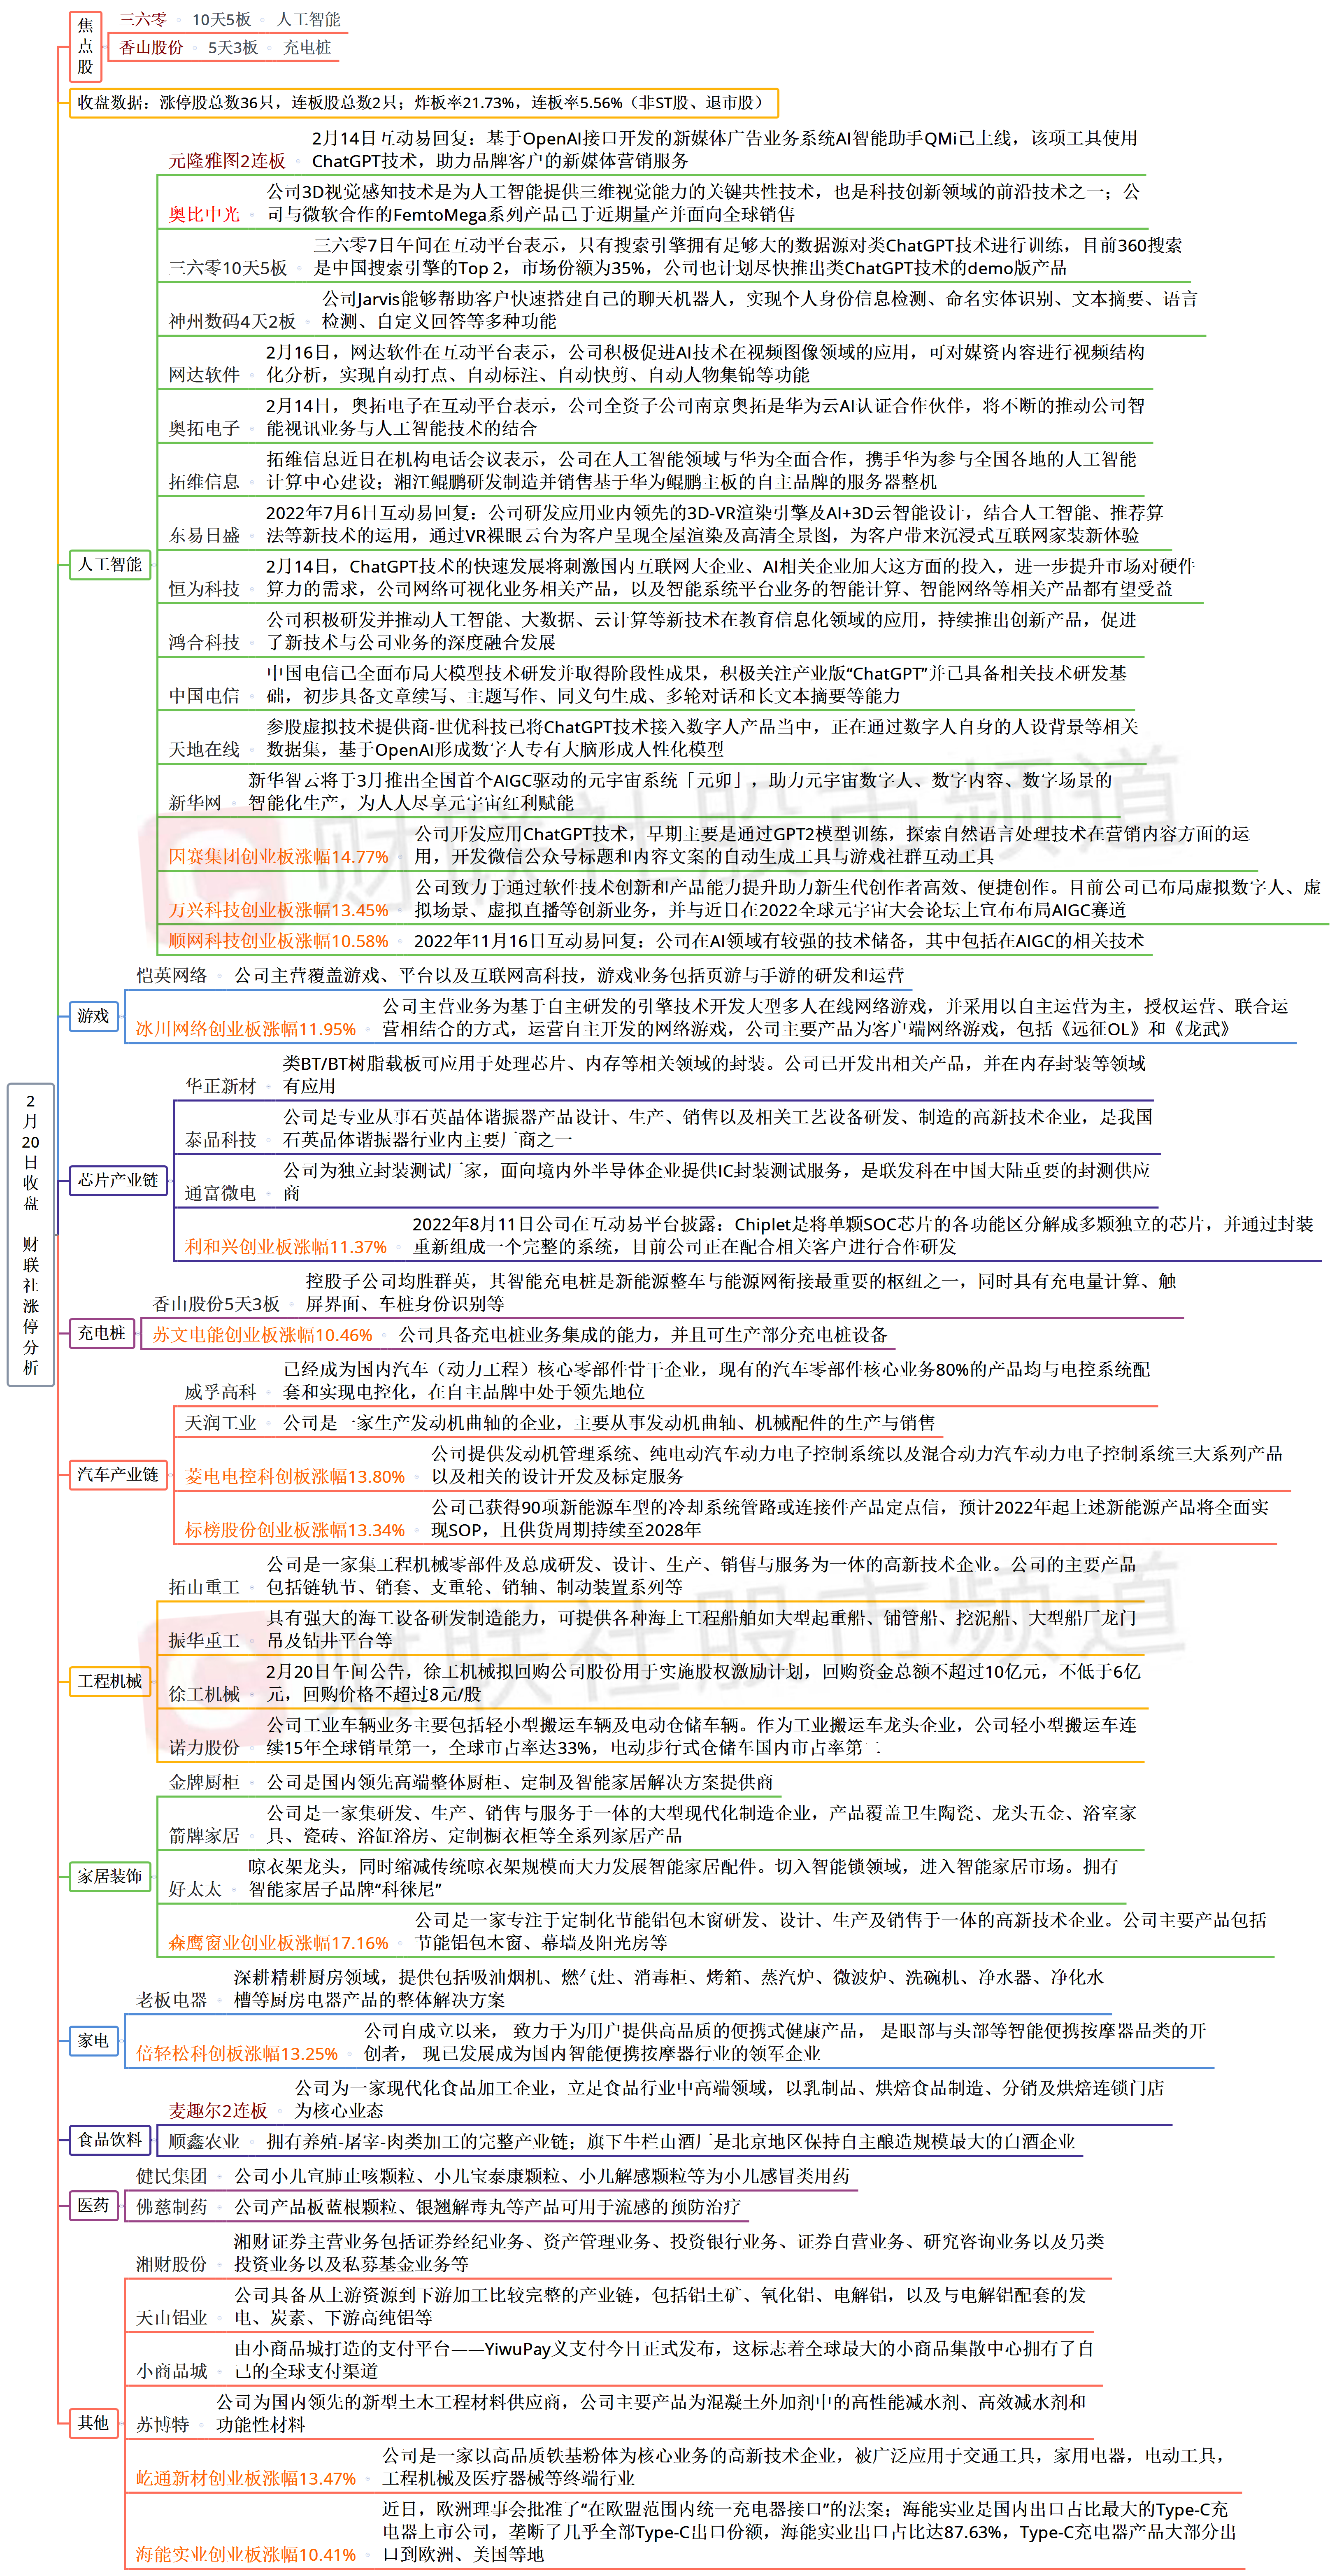 焦点股
三六零 10天5板 人工智能
香山股份 5天3板 充电桩
收盘数据：涨停股总数36只，连板股总数2只；炸板率21.73%，连板率5.56%（非ST股、退市股）
2月20日收盘 财联社涨停分析
人工智能
元隆雅图2连板
2月14日互动易回复：基于OpenAI接口开发的新媒体广告业务系统AI智能助手QMi已上线，该项工具使用
ChatGPT技术，助力品牌客户的新媒体营销服务
奥比中光
公司3D视觉感知技术是为人工智能提供三维视觉能力的关键共性技术，也是科技创新领域的前沿技术之一；公
司与微软合作的FemtoMega系列产品已于近期量产并面向全球销售
三六零10天5板
三六零7日午间在互动平台表示，只有搜索引擎拥有足够大的数据源对类ChatGPT技术进行训练，目前360搜索
是中国搜索引擎的Top 2，市场份额为35%，公司也计划尽快推出类ChatGPT技术的demo版产品
神州数码4天2板
公司Jarvis能够帮助客户快速搭建自己的聊天机器人，实现个人身份信息检测、命名实体识别、文本摘要、语言
检测、自定义回答等多种功能
网达软件
2月16日，网达软件在互动平台表示，公司积极促进AI技术在视频图像领域的应用，可对媒资内容进行视频结构
化分析，实现自动打点、自动标注、自动快剪、自动人物集锦等功能
奥拓电子
2月14日，奥拓电子在互动平台表示，公司全资子公司南京奥拓是华为云AI认证合作伙伴，将不断的推动公司智
能视讯业务与人工智能技术的结合
拓维信息
拓维信息近日在机构电话会议表示，公司在人工智能领域与华为全面合作，携手华为参与全国各地的人工智能
计算中心建设；湘江鲲鹏研发制造并销售基于华为鲲鹏主板的自主品牌的服务器整机
东易日盛
2022年7月6日互动易回复：公司研发应用业内领先的3D-VR渲染引擎及AI+3D云智能设计，结合人工智能、推荐算
法等新技术的运用，通过VR裸眼云台为客户呈现全屋渲染及高清全景图，为客户带来沉浸式互联网家装新体验
恒为科技
2月14日，ChatGPT技术的快速发展将刺激国内互联网大企业、AI相关企业加大这方面的投入，进一步提升市场对硬件
算力的需求，公司网络可视化业务相关产品，以及智能系统平台业务的智能计算、智能网络等相关产品都有望受益
鸿合科技
公司积极研发并推动人工智能、大数据、云计算等新技术在教育信息化领域的应用，持续推出创新产品，促进
了新技术与公司业务的深度融合发展
中国电信
中国电信已全面布局大模型技术研发并取得阶段性成果，积极关注产业版“ChatGPT”并已具备相关技术研发基
础，初步具备文章续写、主题写作、同义句生成、多轮对话和长文本摘要等能力
天地在线
参股虚拟技术提供商-世优科技已将ChatGPT技术接入数字人产品当中，正在通过数字人自身的人设背景等相关
数据集，基于OpenAI形成数字人专有大脑形成人性化模型
新华网
新华智云将于3月推出全国首个AIGC驱动的元宇宙系统「元卯」，助力元宇宙数字人、数字内容、数字场景的
智能化生产，为人人尽享元宇宙红利赋能
因赛集团创业板涨幅14.77%
公司开发应用ChatGPT技术，早期主要是通过GPT2模型训练，探索自然语言处理技术在营销内容方面的运
用，开发微信公众号标题和内容文案的自动生成工具与游戏社群互动工具
万兴科技创业板涨幅13.45%
公司致力于通过软件技术创新和产品能力提升助力新生代创作者高效、便捷创作。目前公司已布局虚拟数字人、虚
拟场景、虚拟直播等创新业务，并与近日在2022全球元宇宙大会论坛上宣布布局AIGC赛道
顺网科技创业板涨幅10.58%
2022年11月16日互动易回复：公司在AI领域有较强的技术储备，其中包括在AIGC的相关技术
财联社股市频道
游戏
恺英网络
公司主营覆盖游戏、平台以及互联网高科技，游戏业务包括页游与手游的研发和运营
冰川网络创业板涨幅11.95%
公司主营业务为基于自主研发的引擎技术开发大型多人在线网络游戏，并采用以自主运营为主，授权运营、联合运
营相结合的方式，运营自主开发的网络游戏，公司主要产品为客户端网络游戏，包括《远征OL》和《龙武》
芯片产业链
华正新材
类BT/BT树脂载板可应用于处理芯片、内存等相关领域的封装。公司已开发出相关产品，并在内存封装等领域
有应用
泰晶科技
公司是专业从事石英晶体谐振器产品设计、生产、销售以及相关工艺设备研发、制造的高新技术企业，是我国
石英晶体谐振器行业内主要厂商之一
通富微电
公司为独立封装测试厂家，面向境内外半导体企业提供IC封装测试服务，是联发科在中国大陆重要的封测供应
商
利和兴创业板涨幅11.37%
2022年8月11日公司在互动易平台披露：Chiplet是将单颗SOC芯片的各功能区分解成多颗独立的芯片，并通过封装
重新组成一个完整的系统，目前公司正在配合相关客户进行合作研发
充电桩
香山股份5天3板
控股子公司均胜群英，其智能充电桩是新能源整车与能源网衔接最重要的枢纽之一，同时具有充电量计算、触
屏界面、车桩身份识别等
苏文电能创业板涨幅10.46%
公司具备充电桩业务集成的能力，并且可生产部分充电桩设备
汽车产业链
威孚高科
已经成为国内汽车（动力工程）核心零部件骨干企业，现有的汽车零部件核心业务80%的产品均与电控系统配
套和实现电控化，在自主品牌中处于领先地位
天润工业
公司是一家生产发动机曲轴的企业，主要从事发动机曲轴、机械配件的生产与销售
菱电电控科创板涨幅13.80%
公司提供发动机管理系统、纯电动汽车动力电子控制系统以及混合动力汽车动力电子控制系统三大系列产品
以及相关的设计开发及标定服务
标榜股份创业板涨幅13.34%
公司已获得90项新能源车型的冷却系统管路或连接件产品定点信，预计2022年起上述新能源产品将全面实
现SOP，且供货周期持续至2028年
工程机械
拓山重工
公司是一家集工程机械零部件及总成研发、设计、生产、销售与服务为一体的高新技术企业。公司的主要产品
包括链轨节、销套、支重轮、销轴、制动装置系列等
振华重工
具有强大的海工设备研发制造能力，可提供各种海上工程船舶如大型起重船、铺管船、挖泥船、大型船厂龙门
吊及钻井平台等
徐工机械
2月20日午间公告，徐工机械拟回购公司股份用于实施股权激励计划，回购资金总额不超过10亿元，不低于6亿
元，回购价格不超过8元/股
诺力股份
公司工业车辆业务主要包括轻小型搬运车辆及电动仓储车辆。作为工业搬运车龙头企业，公司轻小型搬运车连
续15年全球销量第一，全球市占率达33%，电动步行式仓储车国内市占率第二
财联社股市频道
家居装饰
金牌厨柜
公司是国内领先高端整体厨柜、定制及智能家居解决方案提供商
箭牌家居
公司是一家集研发、生产、销售与服务于一体的大型现代化制造企业，产品覆盖卫生陶瓷、龙头五金、浴室家
具、瓷砖、浴缸浴房、定制橱衣柜等全系列家居产品
好太太
晾衣架龙头，同时缩减传统晾衣架规模而大力发展智能家居配件。切入智能锁领域，进入智能家居市场。拥有
智能家居子品牌“科徕尼”
森鹰窗业创业板涨幅17.16%
公司是一家专注于定制化节能铝包木窗研发、设计、生产及销售于一体的高新技术企业。公司主要产品包括
节能铝包木窗、幕墙及阳光房等
家电
老板电器
深耕精耕厨房领域，提供包括吸油烟机、燃气灶、消毒柜、烤箱、蒸汽炉、微波炉、洗碗机、净水器、净化水
槽等厨房电器产品的整体解决方案
倍轻松科创板涨幅13.25%
公司自成立以来， 致力于为用户提供高品质的便携式健康产品， 是眼部与头部等智能便携按摩器品类的开
创者， 现已发展成为国内智能便携按摩器行业的领军企业
食品饮料
麦趣尔2连板
公司为一家现代化食品加工企业，立足食品行业中高端领域，以乳制品、烘焙食品制造、分销及烘焙连锁门店
为核心业态
顺鑫农业
拥有养殖-屠宰-肉类加工的完整产业链；旗下牛栏山酒厂是北京地区保持自主酿造规模最大的白酒企业
医药
健民集团
公司小儿宣肺止咳颗粒、小儿宝泰康颗粒、小儿解感颗粒等为小儿感冒类用药
佛慈制药
公司产品板蓝根颗粒、银翘解毒丸等产品可用于流感的预防治疗
其他
湘财股份
湘财证券主营业务包括证券经纪业务、资产管理业务、投资银行业务、证券自营业务、研究咨询业务以及另类
投资业务以及私募基金业务等
天山铝业
公司具备从上游资源到下游加工比较完整的产业链，包括铝土矿、氧化铝、电解铝，以及与电解铝配套的发
电、炭素、下游高纯铝等
小商品城
由小商品城打造的支付平台——YiwuPay义支付今日正式发布，这标志着全球最大的小商品集散中心拥有了自
己的全球支付渠道
苏博特
公司为国内领先的新型土木工程材料供应商，公司主要产品为混凝土外加剂中的高性能减水剂、高效减水剂和
功能性材料
屹通新材创业板涨幅13.47%
公司是一家以高品质铁基粉体为核心业务的高新技术企业，被广泛应用于交通工具，家用电器，电动工具，
工程机械及医疗器械等终端行业
海能实业创业板涨幅10.41%
近日，欧洲理事会批准了“在欧盟范围内统一充电器接口”的法案；海能实业是国内出口占比最大的Type-C充
电器上市公司，垄断了几乎全部Type-C出口份额，海能实业出口占比达87.63%，Type-C充电器产品大部分出
口到欧洲、美国等地